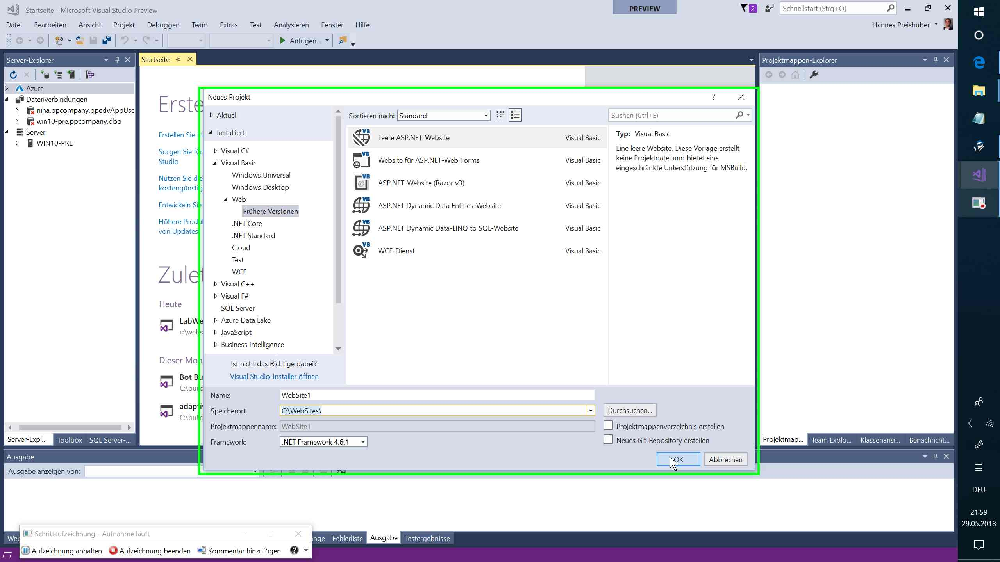 Startseite - Microsoft Visual Studio Preview
PREVIEW
2
Schnellstart (Strg+Q)
Datei Bearbeiten Ansicht Projekt Debuggen Team Extras Test Analysieren Fenster Hilfe
Hannes Preishuber
Anfügen...
Server-Explorer
Azure
Datenverbindungen
nina.ppcompany.ppedvAppUse
win10-pre.ppcompany.dbo
Server
WIN10-PRE
Server-Expl... Toolbox SQL Server-...
Startseite
Erste
Erstellen Sie
Sorgen Sie für
Studio
Nutzen Sie die
kostengünstig
Entwickeln Sie
Höhere Produ
von Updates
Zulet
Heute
LabWe
c:\webs
Dieser Mon
Bot Bu
C:\build
adaptiv
C:\build
Neues Projekt
?
Aktuell
Installiert
Visual C#
Visual Basic
Windows Universal
Windows Desktop
Web
Frühere Versionen
.NET Core
.NET Standard
Cloud
Test
WCF
Visual C++
Visual F#
SQL Server
Azure Data Lake
JavaScript
Business Intelligence
Ist nicht das Richtige dabei?
Visual Studio-Installer öffnen
Sortieren nach: Standard
Suchen (Ctrl+E)
VB Leere ASP.NET-Website Visual Basic
VB Website für ASP.NET-Web Forms Visual Basic
VB ASP.NET-Website (Razor v3) Visual Basic
VB ASP.NET Dynamic Data Entities-Website Visual Basic
VB ASP.NET Dynamic Data-LINQ to SQL-Website Visual Basic
VB WCF-Dienst Visual Basic
Typ: Visual Basic
Eine leere Website. Diese Vorlage erstellt
keine Projektdatei und bietet eine
eingeschränkte Unterstützung für MSBuild.
Name: WebSite1
Speicherort C:\WebSites\ Durchsuchen...
Projektmappenname: WebSite1 Projektmappenverzeichnis erstellen
Framework: .NET Framework 4.6.1 Neues Git-Repository erstellen
OK Abbrechen
Projektmappen-Explorer
Projektmap... Team Explo... Klassenansi... Benachricht...
Ausgabe
Ausgabe anzeigen von:
Web
nge Fehlerliste Ausgabe Testergebnisse
Schrittaufzeichnung - Aufnahme läuft
Aufzeichnung anhalten Aufzeichnung beenden Kommentar hinzufügen
DEU
21:59
29.05.2018